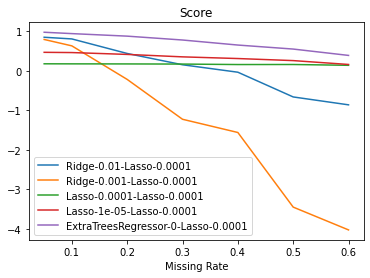 Score
1
0
−1
−2
−3
−4
Ridge-0.01-Lasso-0.0001
Ridge-0.001-Lasso-0.0001
Lasso-0.0001-Lasso-0.0001
Lasso-1e-05-Lasso-0.0001
ExtraTreesRegressor-0-Lasso-0.0001
0.1 0.2 0.3 0.4 0.5 0.6
Missing Rate